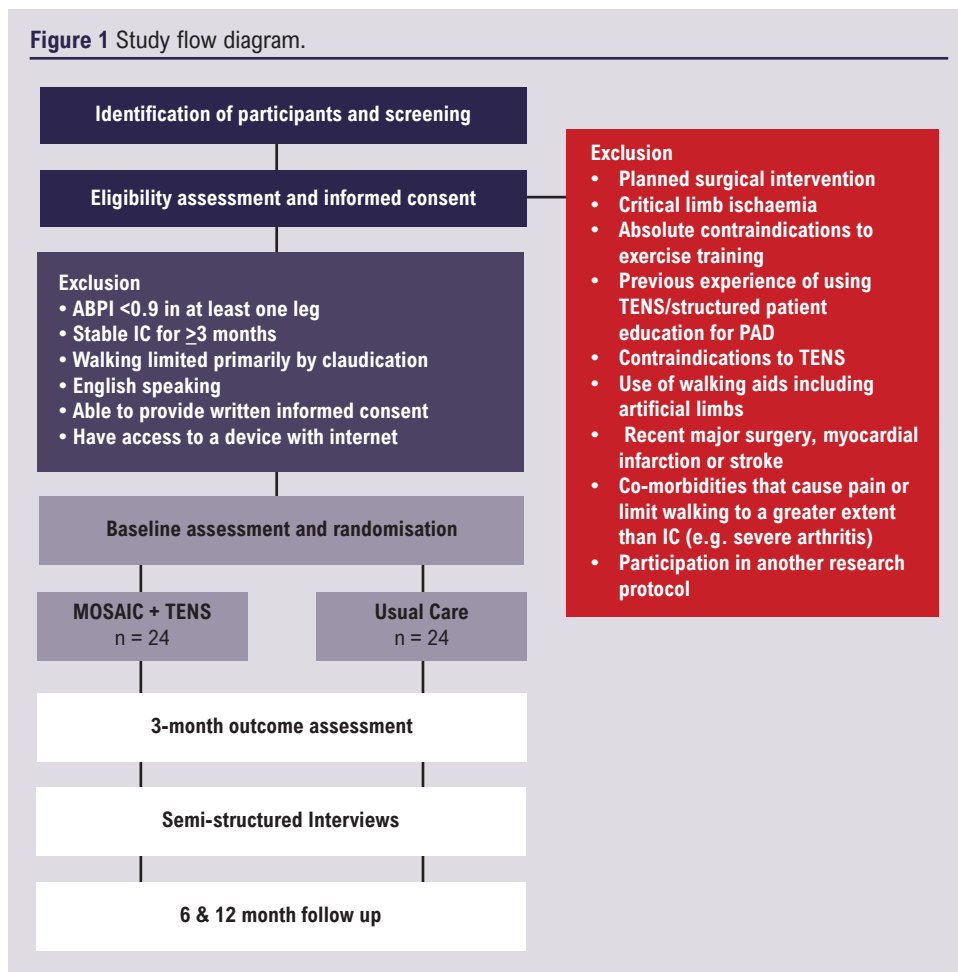 Figure 1 Study flow diagram.
Identification of participants and screening
Eligibility assessment and informed consent
Exclusion
• Planned surgical intervention
• Critical limb ischaemia
• Absolute contraindications to
exercise training
• Previous experience of using
TENS/structured patient
education for PAD
• Contraindications to TENS
• Use of walking aids including
artificial limbs
• Recent major surgery, myocardial
infarction or stroke
• Co-morbidities that cause pain or
limit walking to a greater extent
than IC (e.g. severe arthritis)
• Participation in another research
protocol
Exclusion
• ABPI <0.9 in at least one leg
• Stable IC for ≥3 months
• Walking limited primarily by claudication
• English speaking
• Able to provide written informed consent
• Have access to a device with internet
Baseline assessment and randomisation
MOSAIC + TENS
n = 24
Usual Care
n = 24
3-month outcome assessment
Semi-structured Interviews
6 & 12 month follow up